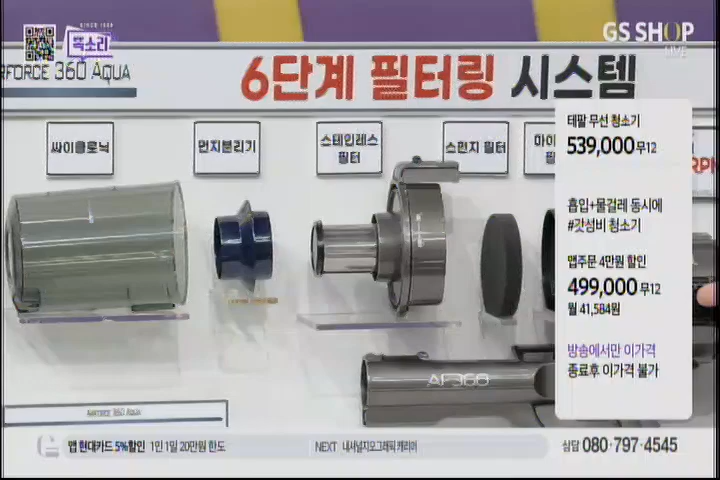 SINCE 1999
똑소리
GS SHOP
LIVE
AIRFORCE 360 AQUA
6단계 필터링 시스템
싸이클로닉
먼지분리기
스테인레스
필터
스펀지 필터
테팔 무선 청소기
539,000 무12
흡입+물걸레 동시에
#갓성비 청소기
앱주문 4만원 할인
499,000 무12
월 41,584원
방송에서만 이가격
종료후 이가격 불가
AF360
AIRFORCE 360 AQUA
앱 현대카드 5%할인 1인 1일 20만원 한도
NEXT 내셔널지오그래픽 캐리어
상담 080·797·4545